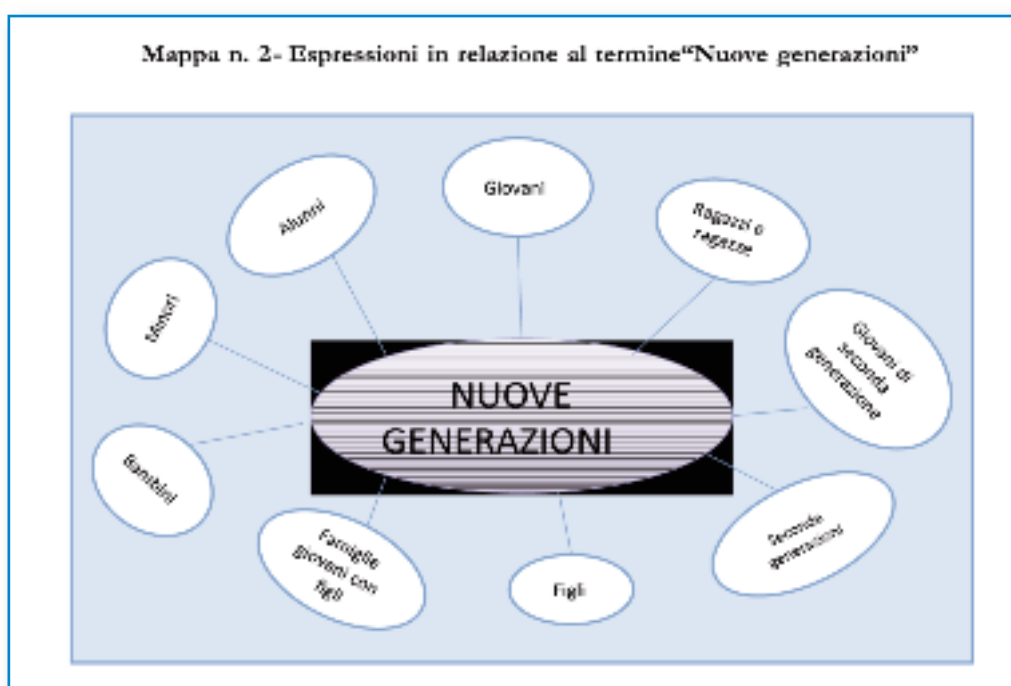 Mappa n. 2- Espressioni in relazione al termine“Nuove generazioni”
Giovani
Alunni
Ragazzi e
ragazze
Minori
Giovani di
seconda
generazione
NUOVE
GENERAZIONI
Bambini
Famiglie
giovani con
figli
Figli
Seconde
generazioni